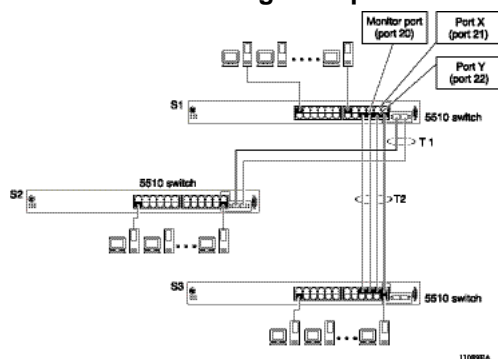 Monitor port
(port 20)
Port X
(port 21)
Port Y
(port 22)
S1
5510 switch
T1
5510 switch
S2
T2
S3
5510 switch